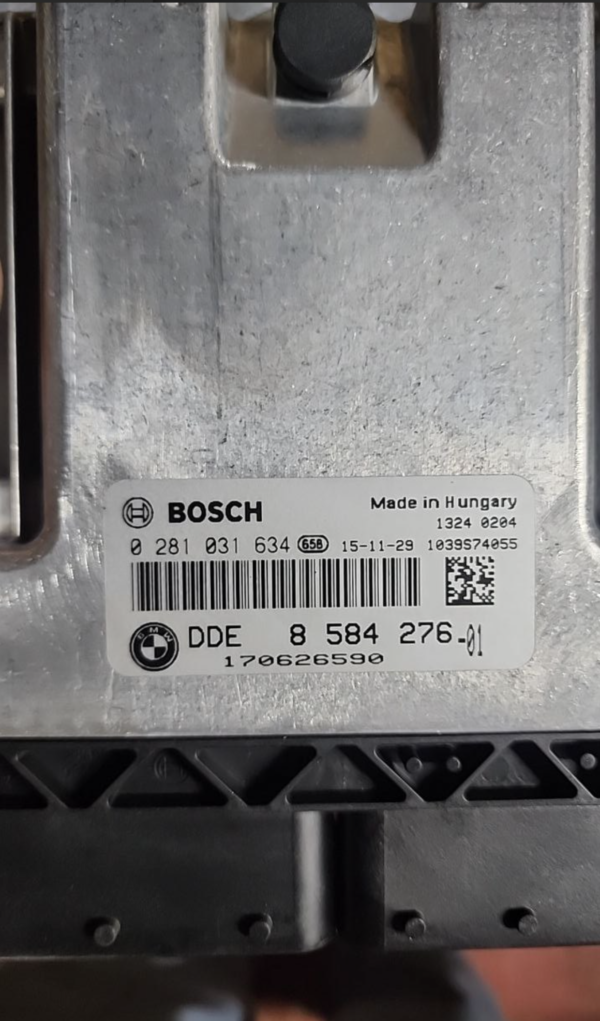 BOSCH
Made in Hungary
1324 0204
0 281 031 634 658 15-11-29 1039S74055
BMW
DDE 8 584 276-01
170626590